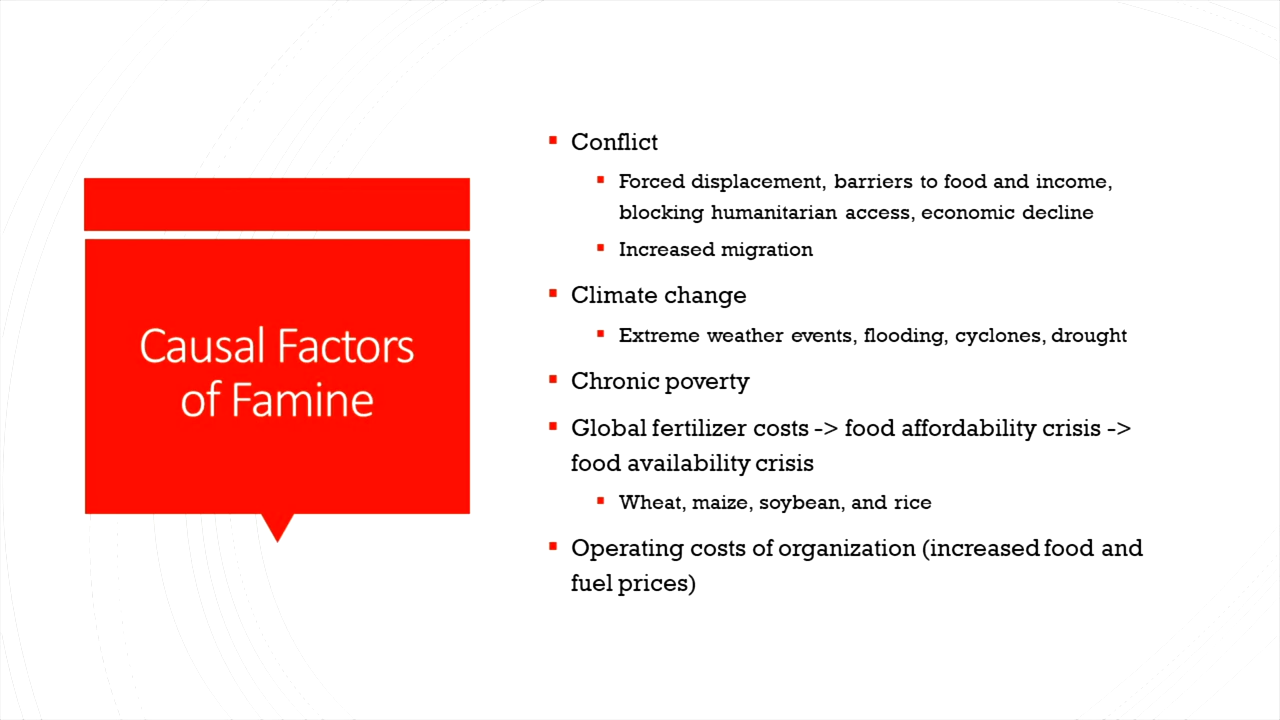 Causal Factors
of Famine
Conflict
Forced displacement, barriers to food and income,
blocking humanitarian access, economic decline
Increased migration
Climate change
Extreme weather events, flooding, cyclones, drought
Chronic poverty
Global fertilizer costs -> food affordability crisis ->
food availability crisis
Wheat, maize, soybean, and rice
Operating costs of organization (increased food and
fuel prices)